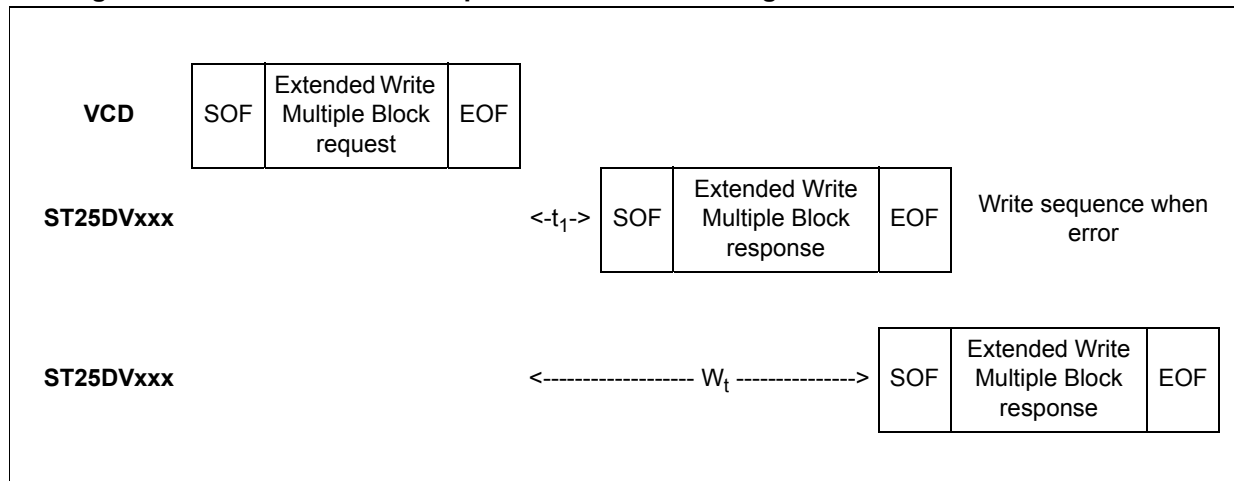 VCD
SOF
Extended Write
Multiple Block
request
EOF
ST25DVxxx
<-t1->
SOF
Extended Write
Multiple Block
response
EOF
Write sequence when
error
ST25DVxxx
<------------------- Wt --------------->
SOF
Extended Write
Multiple Block
response
EOF